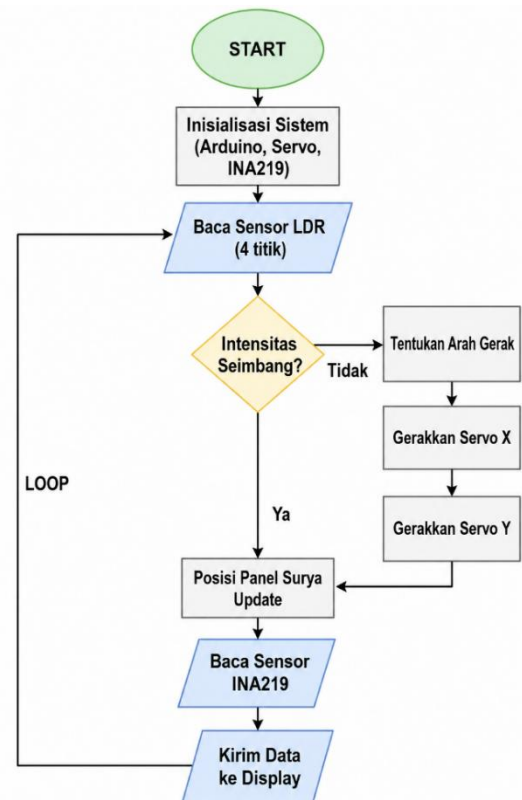 START
Inisialisasi Sistem
(Arduino, Servo,
INA219)
Baca Sensor LDR
(4 titik)
Intensitas
Seimbang?
Tidak
Tentukan Arah Gerak
Gerakkan Servo X
Gerakkan Servo Y
LOOP
Ya
Posisi Panel Surya
Update
Baca Sensor
INA219
Kirim Data
ke Display